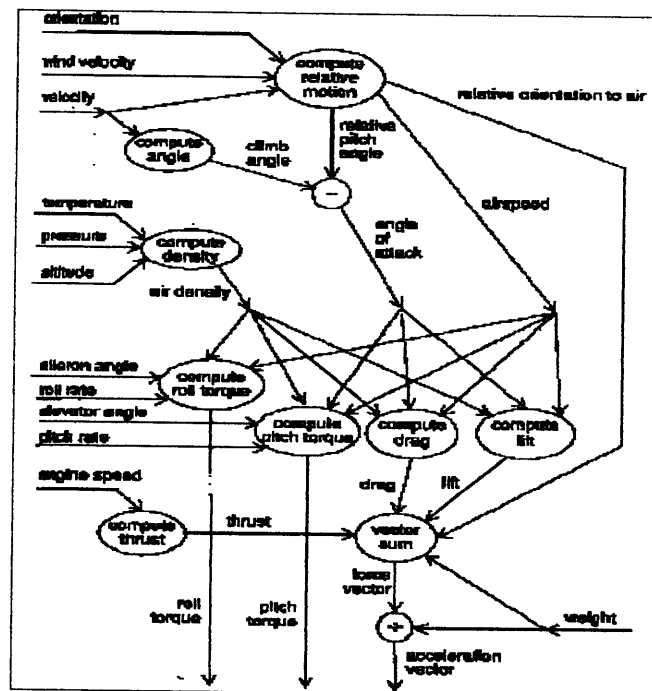 orientation
wind velocity
velocity
compute
relative
motion
relative orientation to air
compute
angle
climb
angle
relative
pitch
angle
−
airspeed
temperature
pressure
altitude
compute
density
air density
angle
of
attack
aileron angle
roll rate
elevator angle
pitch rate
compute
roll torque
compute
pitch torque
compute
drag
compute
lift
engine speed
compute
thrust
thrust
drag
lift
vector
sum
force
vector
roll
torque
pitch
torque
weight
acceleration
vector